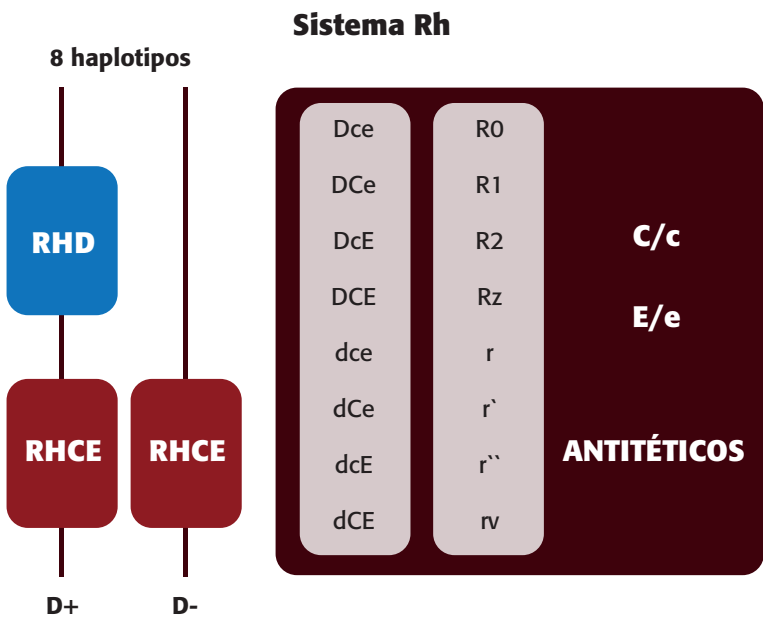 Sistema Rh
8 haplotipos
RHD
RHCE RHCE
D+ D-
Dce R0
DCe R1
DcE R2
DCE Rz
dce r
dCe r`
dcE r``
dCE rv
C/c
E/e
ANTITÉTICOS